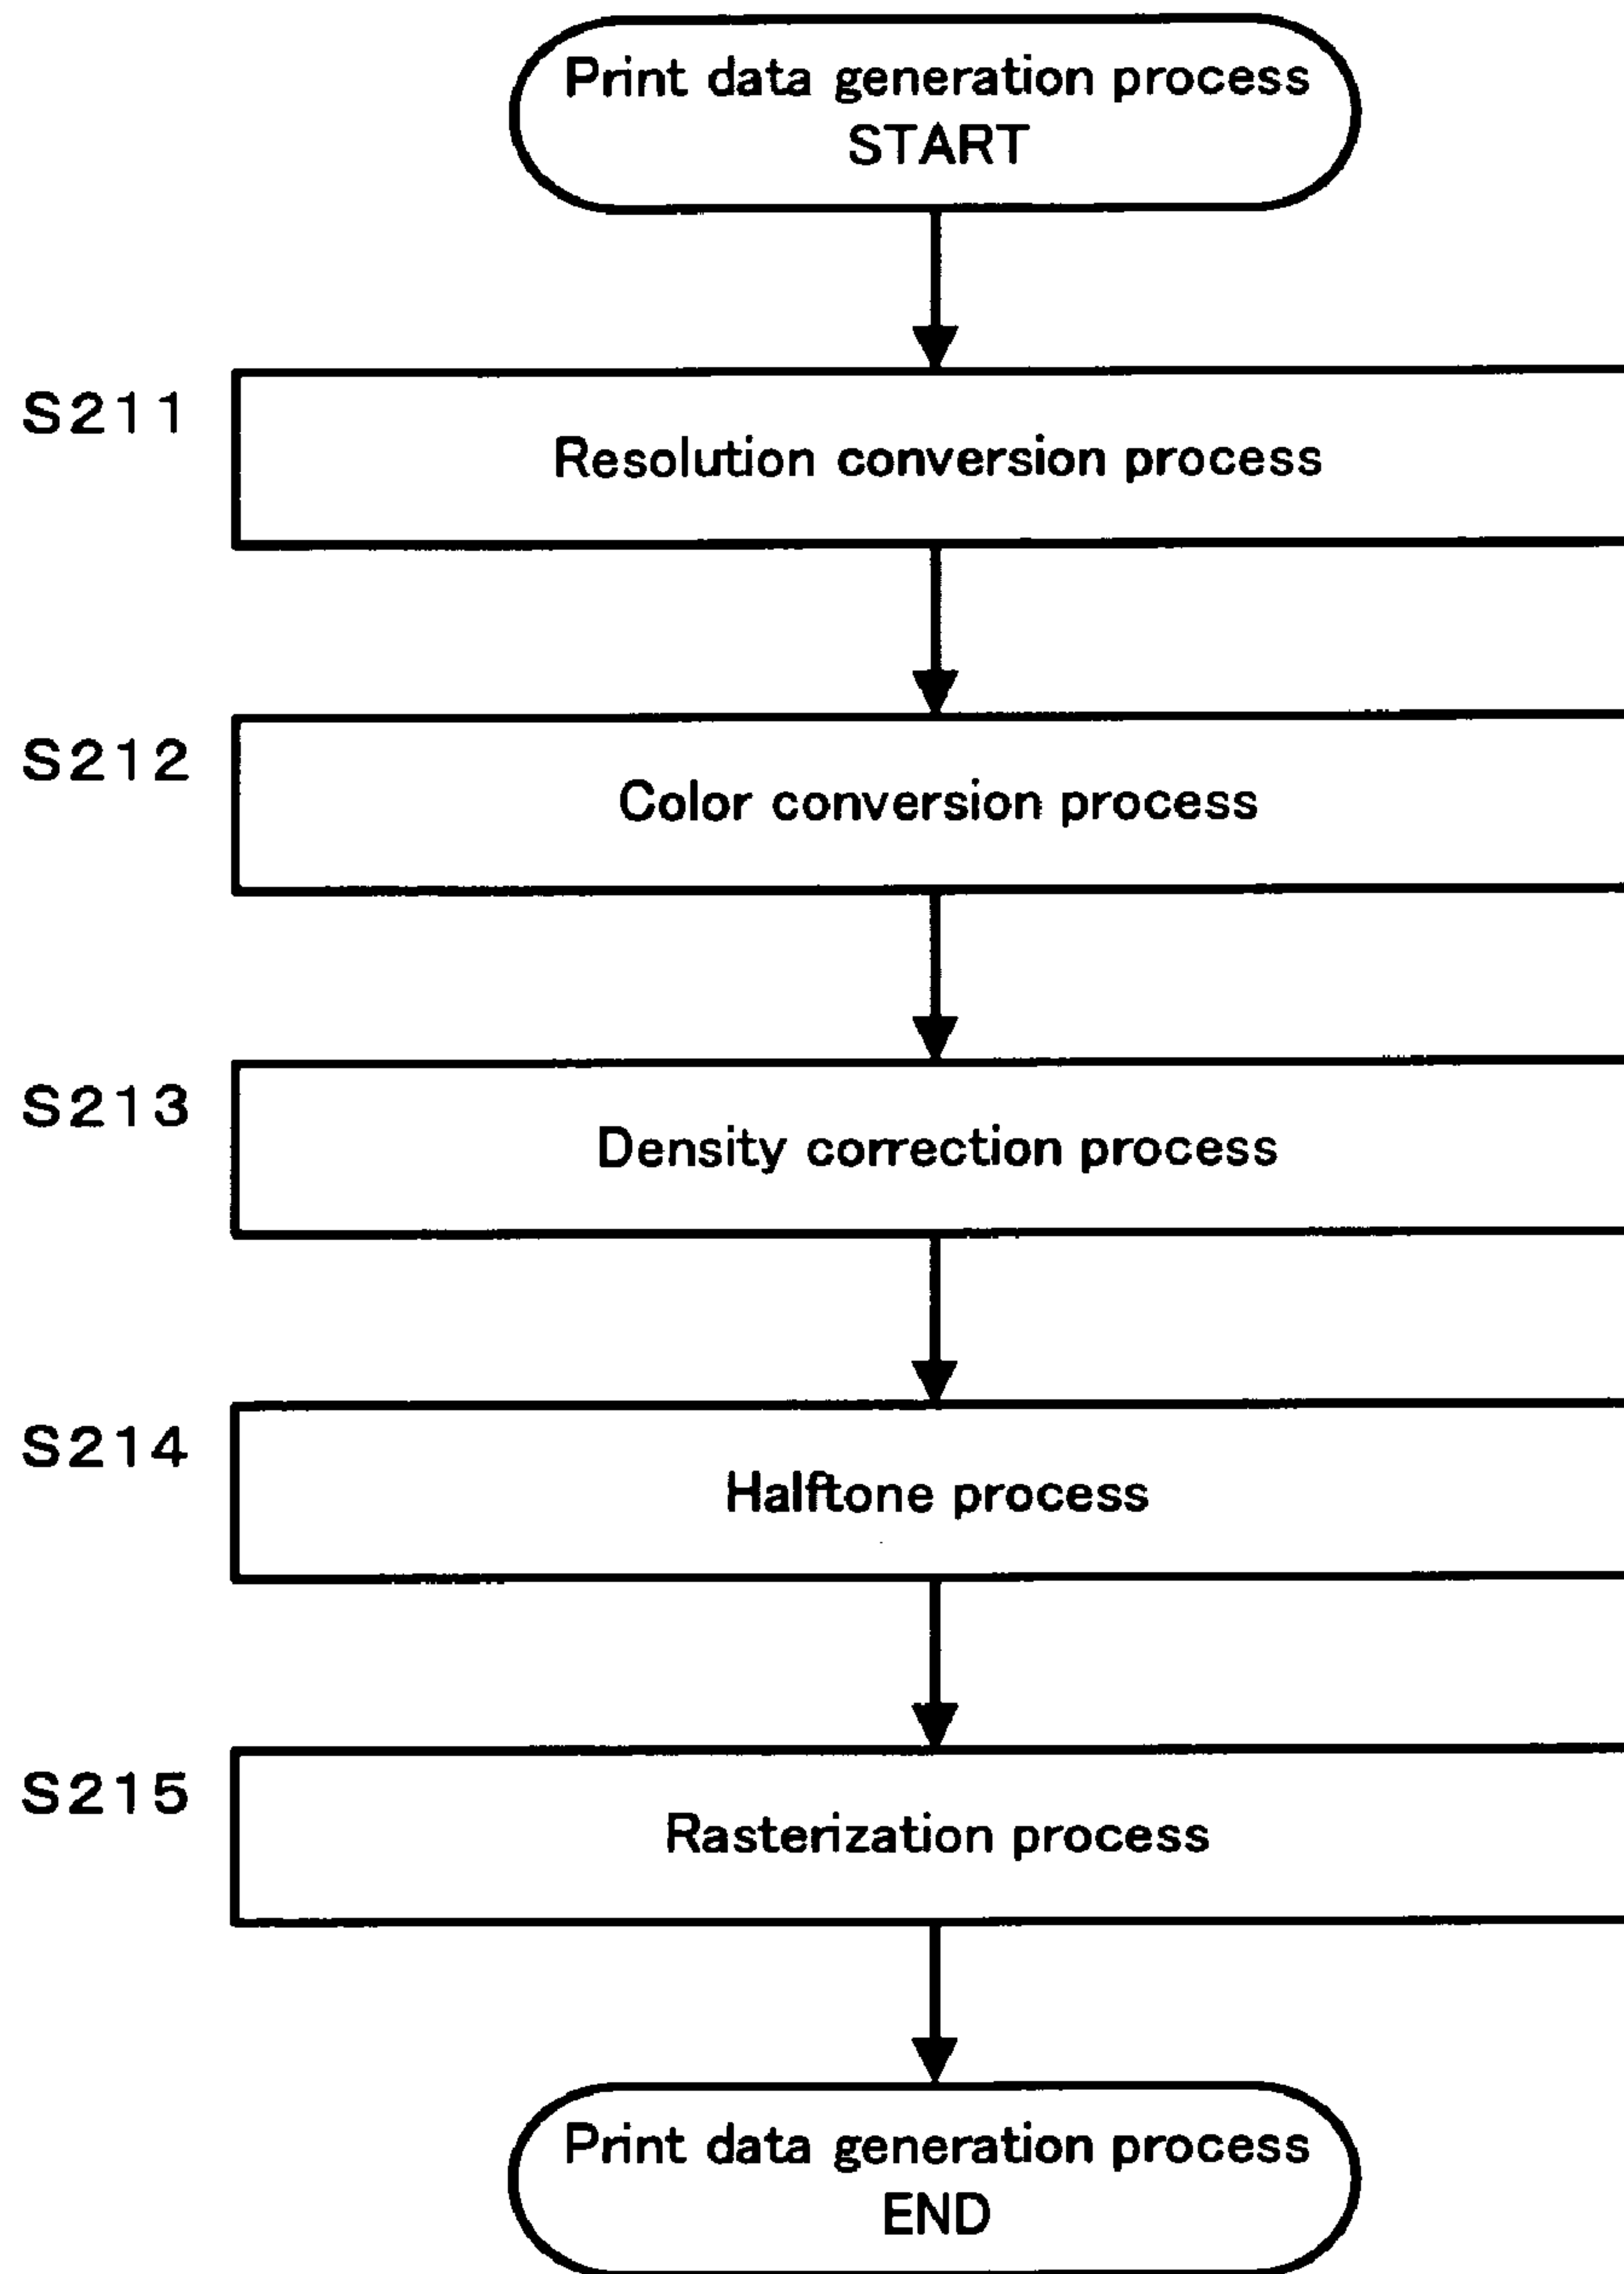 Print data generation process
START
S211
Resolution conversion process
S212
Color conversion process
S213
Density correction process
S214
Halftone process
S215
Rasterization process
Print data generation process
END